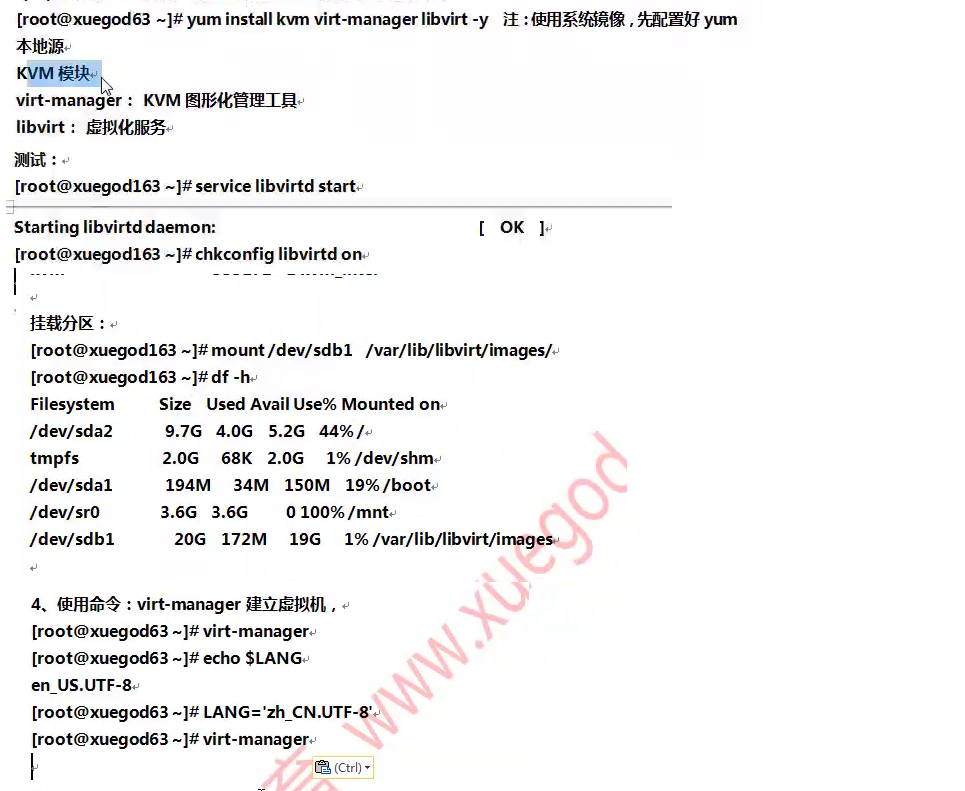 [root@xuegod63 ~]# yum install kvm virt-manager libvirt -y 注：使用系统镜像，先配置好 yum
本地源
KVM 模块
virt-manager： KVM 图形化管理工具
libvirt： 虚拟化服务
测试：
[root@xuegod163 ~]# service libvirtd start
Starting libvirtd daemon: [ OK ]
[root@xuegod163 ~]# chkconfig libvirtd on
挂载分区：
[root@xuegod163 ~]# mount /dev/sdb1 /var/lib/libvirt/images/
[root@xuegod163 ~]# df -h
Filesystem Size Used Avail Use% Mounted on
/dev/sda2 9.7G 4.0G 5.2G 44% /
tmpfs 2.0G 68K 2.0G 1% /dev/shm
/dev/sda1 194M 34M 150M 19% /boot
/dev/sr0 3.6G 3.6G 0 100% /mnt
/dev/sdb1 20G 172M 19G 1% /var/lib/libvirt/images
4、使用命令：virt-manager 建立虚拟机，
[root@xuegod63 ~]# virt-manager
[root@xuegod63 ~]# echo $LANG
en_US.UTF-8
[root@xuegod63 ~]# LANG='zh_CN.UTF-8'
[root@xuegod63 ~]# virt-manager
(Ctrl)
育 www.xuegod